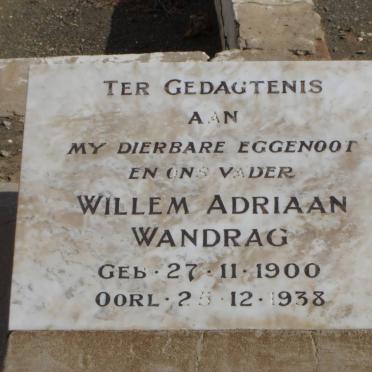 TER GEDAGTENIS
AAN
MY DIERBARE EGGENOOT
EN ONS VADER
WILLEM ADRIAAN
WANDRAG
GEB · 27 · 11 · 1900
OORL · 12 · 1938